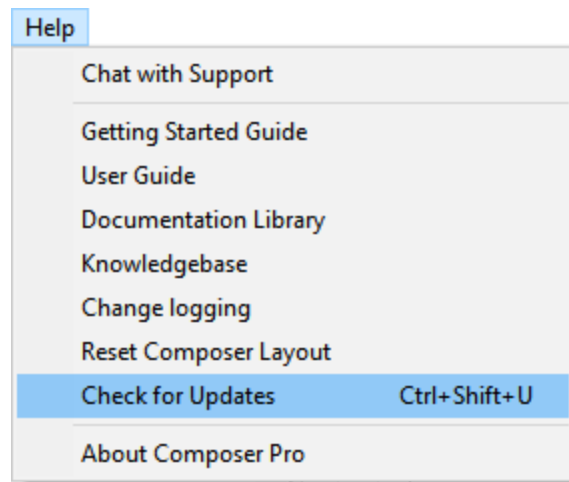 Help
Chat with Support
Getting Started Guide
User Guide
Documentation Library
Knowledgebase
Change logging
Reset Composer Layout
Check for Updates Ctrl+Shift+U
About Composer Pro